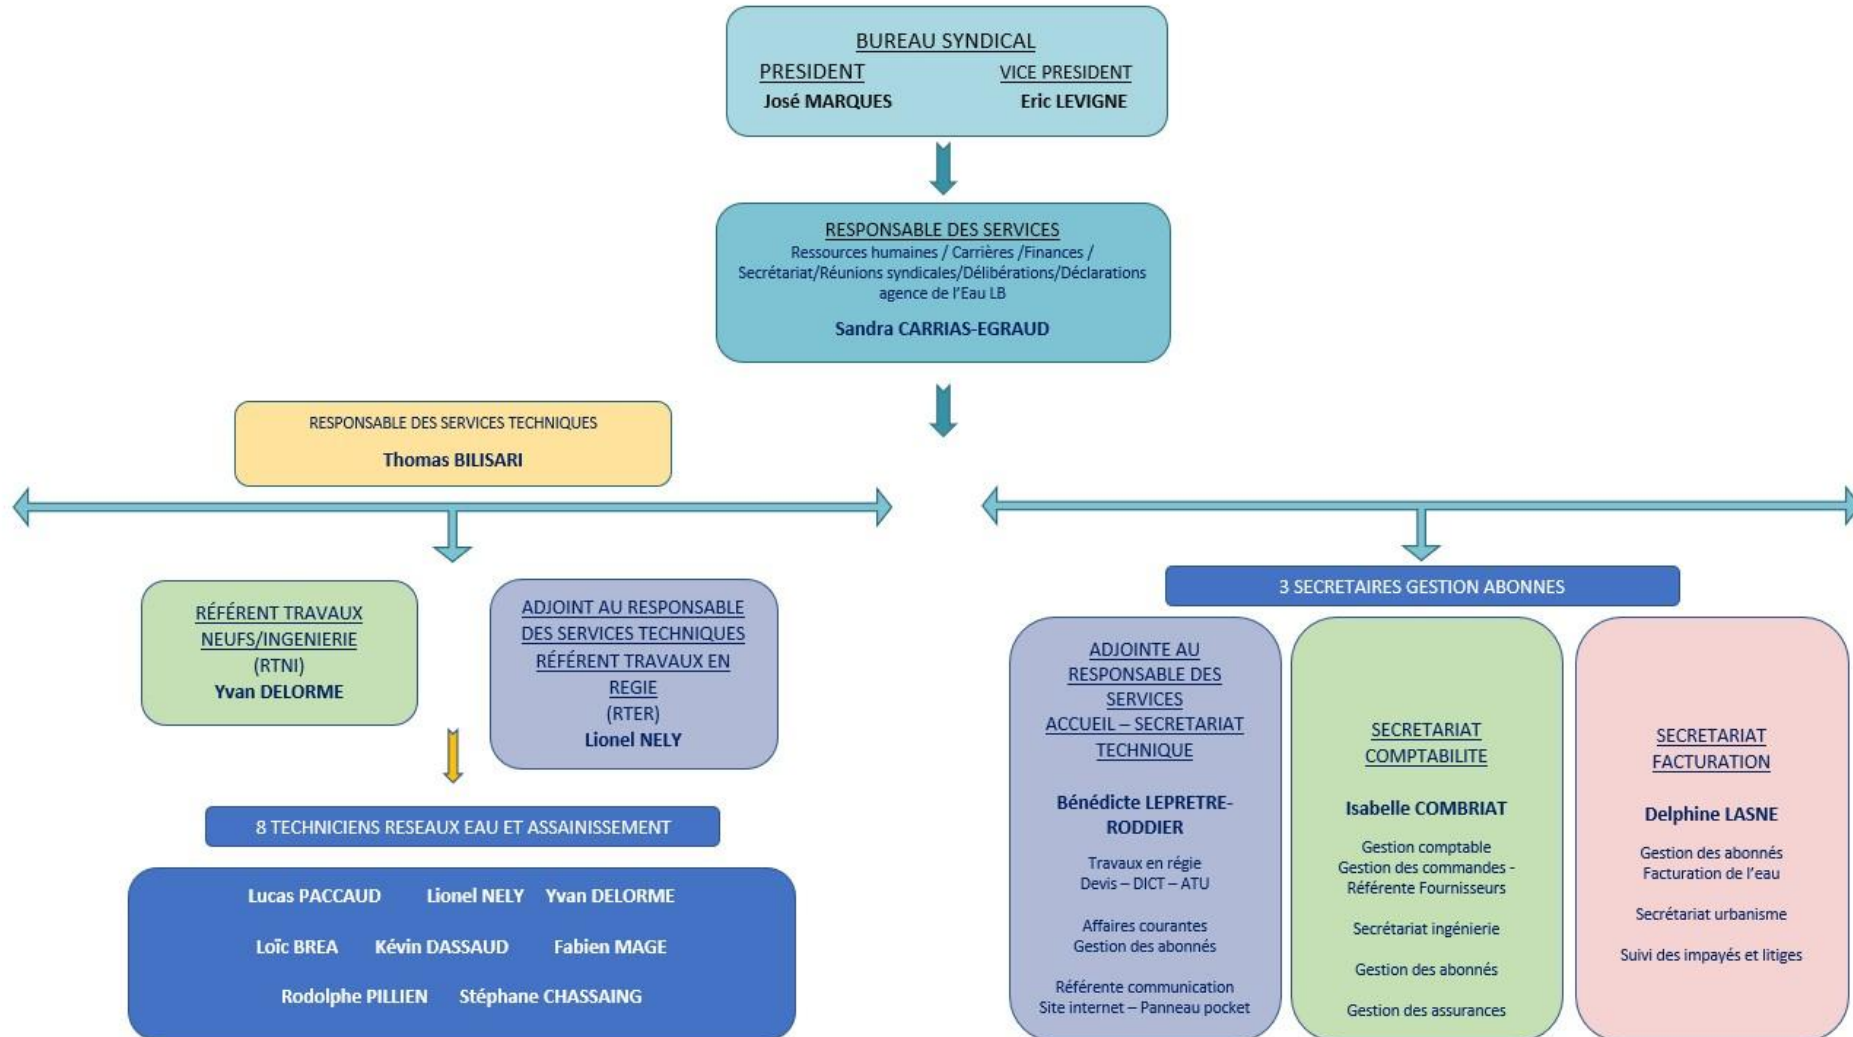 BUREAU SYNDICAL
PRESIDENT
José MARQUES
VICE PRESIDENT
Eric LEVIGNE
RESPONSABLE DES SERVICES
Ressources humaines / Carrières /Finances /
Secrétariat/Réunions syndicales/Délibérations/Déclarations
agence de l'Eau LB
Sandra CARRIAS-EGRAUD
RESPONSABLE DES SERVICES TECHNIQUES
Thomas BILISARI
RÉFÉRENT TRAVAUX
NEUFS/INGENIERIE
(RTNI)
Yvan DELORME
ADJOINT AU RESPONSABLE
DES SERVICES TECHNIQUES
RÉFÉRENT TRAVAUX EN
REGIE
(RTER)
Lionel NELY
8 TECHNICIENS RESEAUX EAU ET ASSAINISSEMENT
Lucas PACCAUD Lionel NELY Yvan DELORME
Loïc BREA Kévin DASSAUD Fabien MAGE
Rodolphe PILLIEN Stéphane CHASSAING
3 SECRETAIRES GESTION ABONNES
ADJOINTE AU
RESPONSABLE DES
SERVICES
ACCUEIL – SECRETARIAT
TECHNIQUE
Bénédicte LEPRETRE-
RODDIER
Travaux en régie
Devis – DICT – ATU
Affaires courantes
Gestion des abonnés
Référente communication
Site internet – Panneau pocket
SECRETARIAT
COMPTABILITE
Isabelle COMBRIAT
Gestion comptable
Gestion des commandes -
Référente Fournisseurs
Secrétariat ingénierie
Gestion des abonnés
Gestion des assurances
SECRETARIAT
FACTURATION
Delphine LASNE
Gestion des abonnés
Facturation de l'eau
Secrétariat urbanisme
Suivi des impayés et litiges